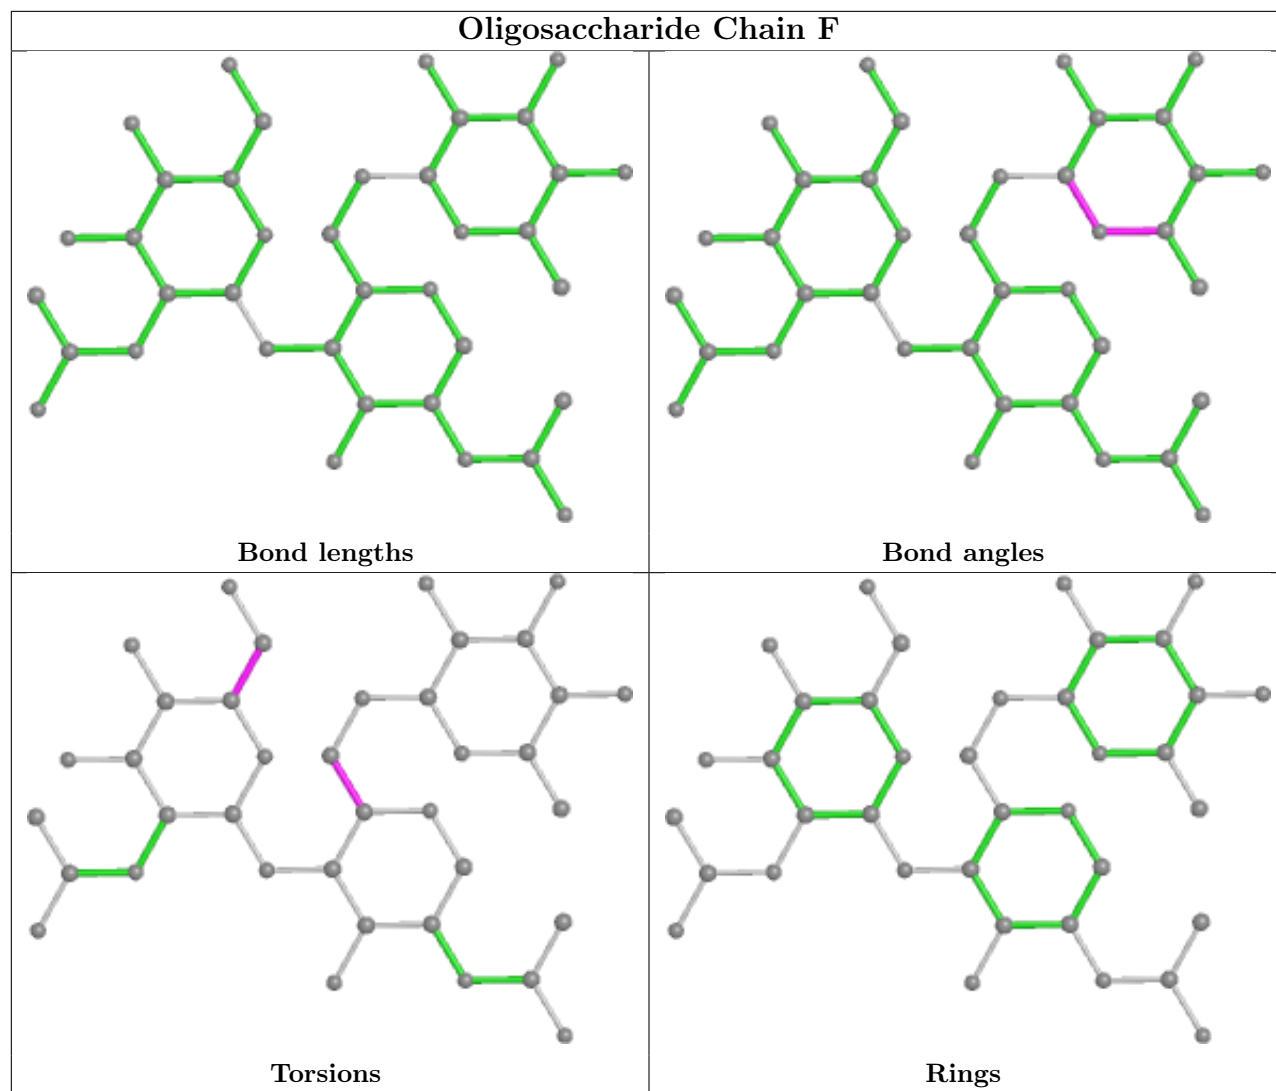 Oligosaccharide Chain F
Bond lengths
Bond angles
Torsions
Rings